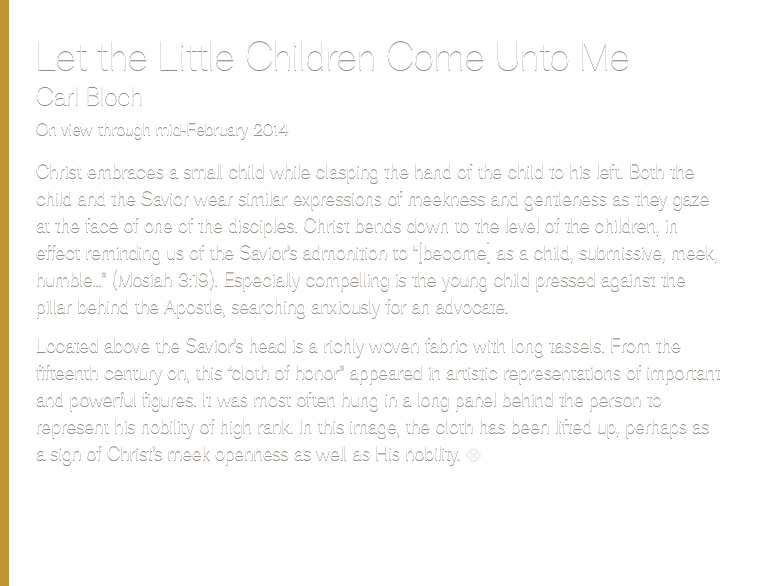 Let the Little Children Come Unto Me
Carl Bloch
On view through mid-February 2014
Christ embraces a small child while clasping the hand of the child to his left. Both the
child and the Savior wear similar expressions of meekness and gentleness as they gaze
at the face of one of the disciples. Christ bends down to the level of the children, in
effect reminding us of the Savior's admonition to "[become] as a child, submissive, meek,
humble…" (Mosiah 3:19). Especially compelling is the young child pressed against the
pillar behind the Apostle, searching anxiously for an advocate.
Located above the Savior's head is a richly woven fabric with long tassels. From the
fifteenth century on, this "cloth of honor" appeared in artistic representations of important
and powerful figures. It was most often hung in a long panel behind the person to
represent his nobility of high rank. In this image, the cloth has been lifted up, perhaps as
a sign of Christ's meek openness as well as His nobility.